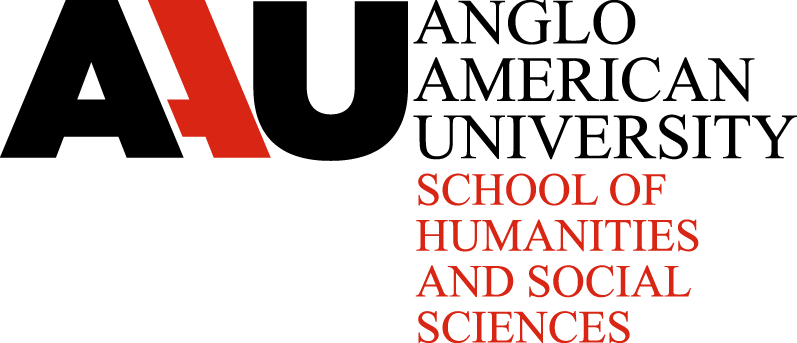 AAU
ANGLO
AMERICAN
UNIVERSITY
SCHOOL OF
HUMANITIES
AND SOCIAL
SCIENCES